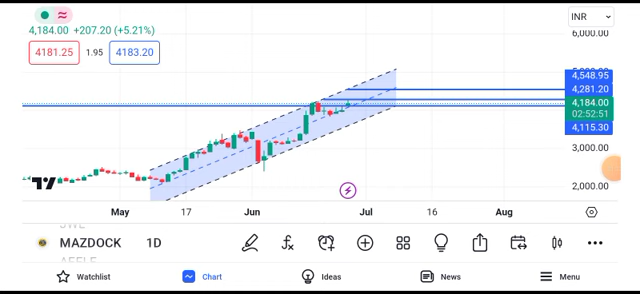 INR
4,184.00 +207.20 (+5.21%)
6,000.00
4181.25 1.95 4183.20
4,548.95
4,281.20
4,184.00
02:52:51
4,115.30
3,000.00
2,000.00
May 17 Jun Jul 16 Aug
MAZDOCK 1D
Watchlist Chart Ideas News Menu